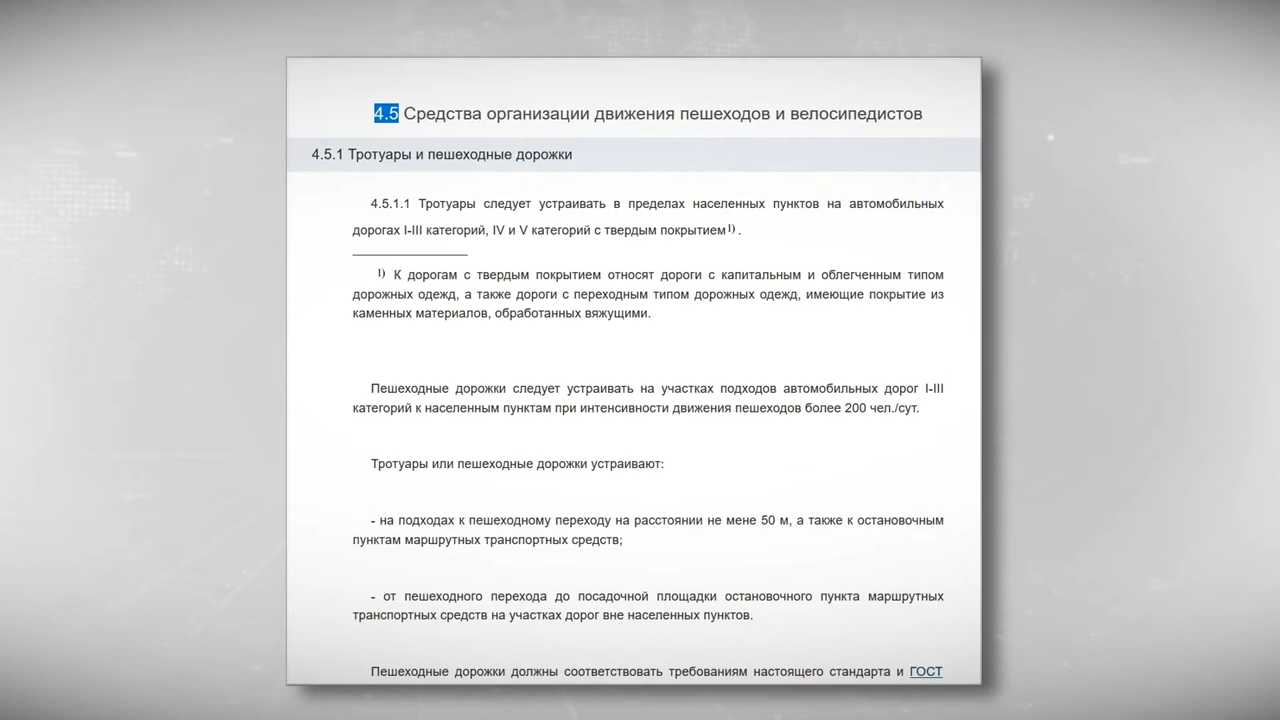 4.5 Средства организации движения пешеходов и велосипедистов
4.5.1 Тротуары и пешеходные дорожки
4.5.1.1 Тротуары следует устраивать в пределах населенных пунктов на автомобильных
дорогах I-III категорий, IV и V категорий с твердым покрытием1) .
1) К дорогам с твердым покрытием относят дороги с капитальным и облегченным типом
дорожных одежд, а также дороги с переходным типом дорожных одежд, имеющие покрытие из
каменных материалов, обработанных вяжущими.
Пешеходные дорожки следует устраивать на участках подходов автомобильных дорог I-III
категорий к населенным пунктам при интенсивности движения пешеходов более 200 чел./сут.
Тротуары или пешеходные дорожки устраивают:
- на подходах к пешеходному переходу на расстоянии не мене 50 м, а также к остановочным
пунктам маршрутных транспортных средств;
- от пешеходного перехода до посадочной площадки остановочного пункта маршрутных
транспортных средств на участках дорог вне населенных пунктов.
Пешеходные дорожки должны соответствовать требованиям настоящего стандарта и ГОСТ